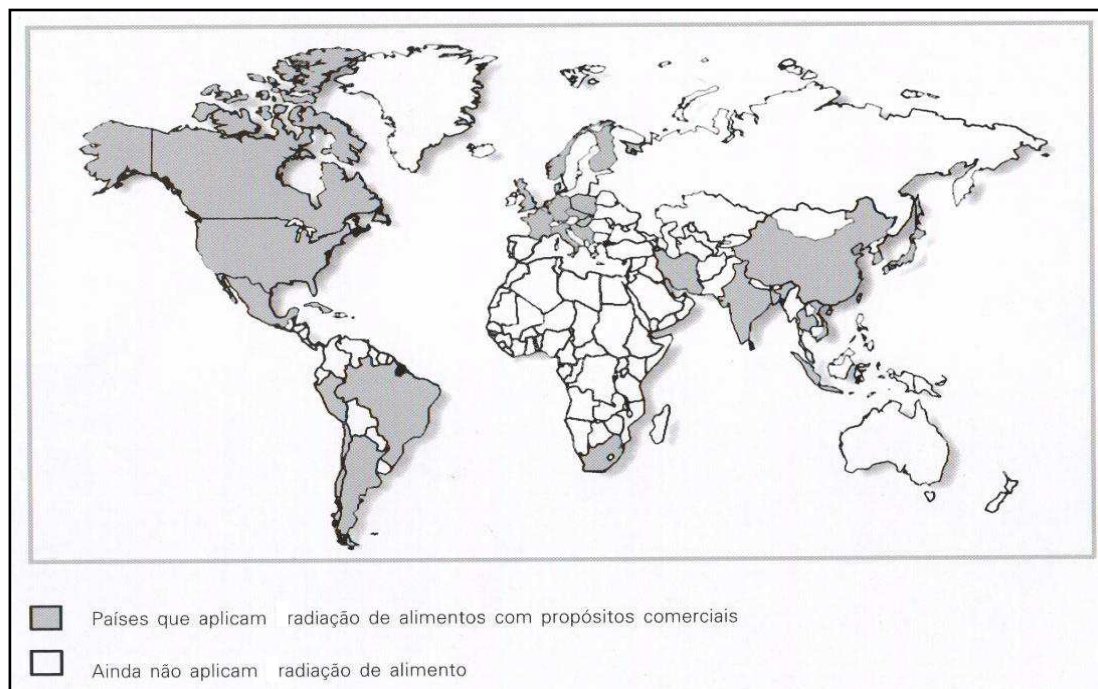 Países que aplicam radiação de alimentos com propósitos comerciais
Ainda não aplicam radiação de alimento